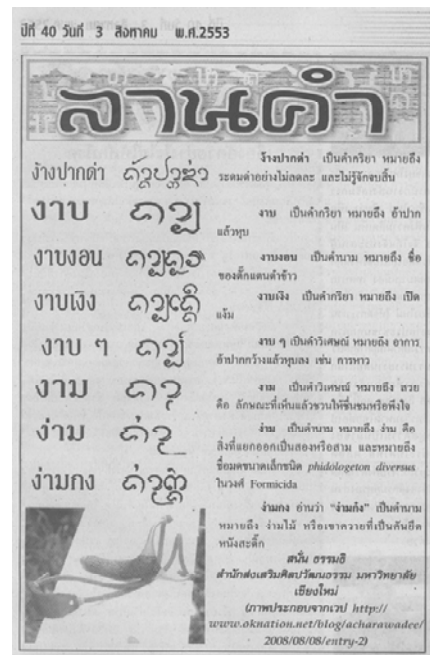 ปีที่ 40 วันที่ 3 สิงหาคม พ.ศ.2553
ลานคำ
ง้างปากด่า
ง้างปากด่า เป็นคำกริยา หมายถึง
ระดมด่าอย่างไม่ลดละ และไม่รู้จักจบสิ้น
งาบ
งาบ เป็นคำกริยา หมายถึง อ้าปาก
แล้วหุบ
งาบงอน
งาบงอน เป็นคำนาม หมายถึง ชื่อ
ของตั๊กแตนตำข้าว
งาบเงิง
งาบเงิง เป็นคำกริยา หมายถึง เปิด
แง้ม
งาบ ๆ
งาบ ๆ เป็นคำวิเศษณ์ หมายถึง อาการ
อ้าปากกว้างแล้วหุบลง เช่น การหาว
งาม
งาม เป็นคำวิเศษณ์ หมายถึง สวย
คือ ลักษณะที่เห็นแล้วชวนให้ชื่นชมหรือพึงใจ
ง่าม
ง่าม เป็นคำนาม หมายถึง ง่าม คือ
สิ่งที่แยกออกเป็นสองหรือสาม และหมายถึง
ชื่อมดขนาดเล็กชนิด phidologeton diversus
ในวงศ์ Formicida
ง่ามกง
ง่ามกง อ่านว่า “ง่ามก๋ง” เป็นคำนาม
หมายถึง ง่ามไม้ หรือเขาควายที่เป็นคันยึด
หนังสะติ๊ก
สนั่น ธรรมธิ
สำนักส่งเสริมศิลปวัฒนธรรม มหาวิทยาลัย
เชียงใหม่
(ภาพประกอบจากเวป http://
www.oknation.net/blog/acharawadee/
2008/08/08/entry-2)